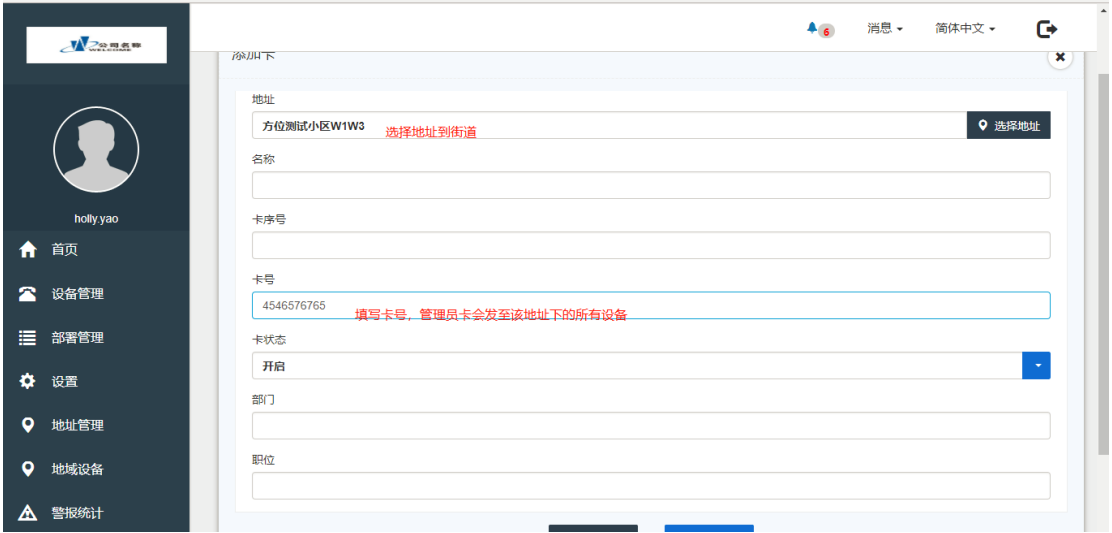 公司名称
WELCOME
6
消息
简体中文
添加卡
holly.yao
首页
设备管理
部署管理
设置
地址管理
地域设备
警报统计
地址
方位测试小区W1W3
选择地址到街道
选择地址
名称
卡序号
卡号
4546576765
填写卡号，管理员卡会发至该地址下的所有设备
卡状态
开启
部门
职位